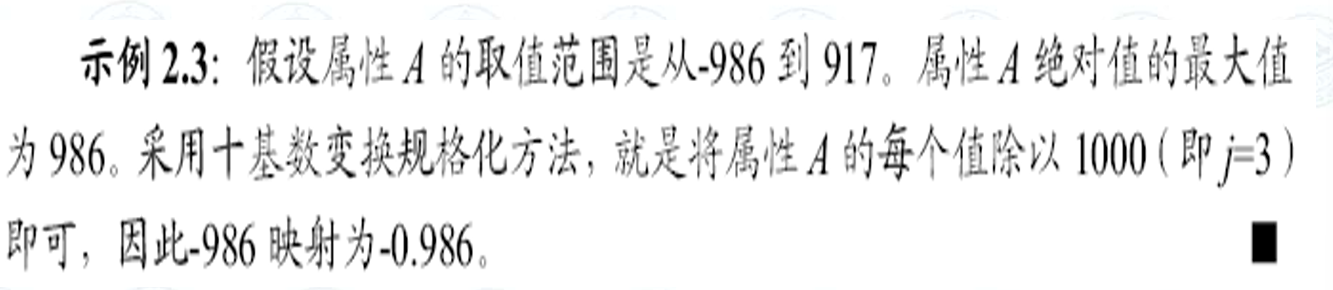 示例 2.3：假设属性 A 的取值范围是从-986 到 917。属性 A 绝对值的最大值
为 986。采用十基数变换规格化方法，就是将属性 A 的每个值除以 1000（即 j=3）
即可，因此-986 映射为-0.986。